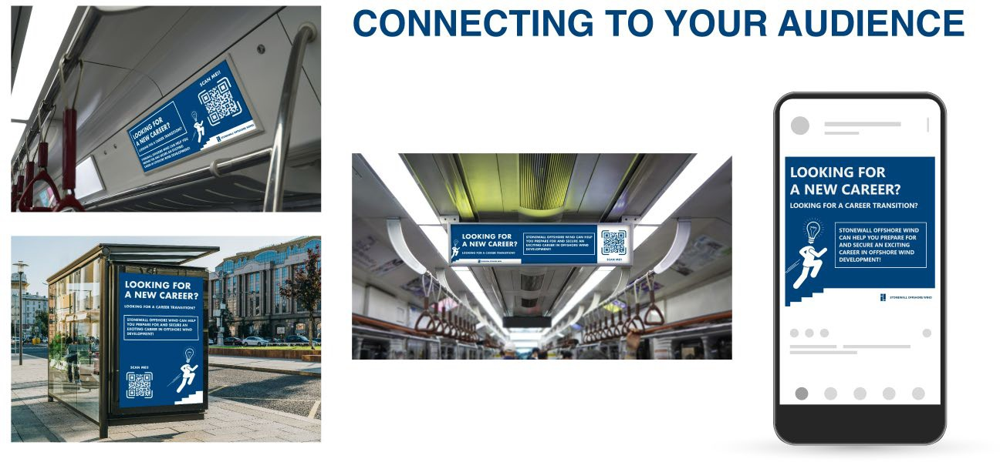 CONNECTING TO YOUR AUDIENCE
SCAN ME!!
LOOKING FOR
A NEW CAREER?
LOOKING FOR A CAREER TRANSITION?
STONEWALL OFFSHORE WIND CAN HELP YOU
PREPARE FOR AND SECURE AN EXCITING
CAREER IN OFFSHORE WIND DEVELOPMENT!
STONEWALL OFFSHORE WIND
LOOKING FOR
A NEW CAREER?
LOOKING FOR A CAREER TRANSITION?
STONEWALL OFFSHORE WIND CAN HELP
YOU PREPARE FOR AND SECURE AN
EXCITING CAREER IN OFFSHORE WIND
DEVELOPMENT!
SCAN ME!!
LOOKING FOR
A NEW CAREER?
LOOKING FOR A CAREER TRANSITION?
STONEWALL OFFSHORE WIND CAN HELP
YOU PREPARE FOR AND SECURE AN
EXCITING CAREER IN OFFSHORE WIND
DEVELOPMENT!
SCAN ME!!
STONEWALL OFFSHORE WIND
LOOKING FOR
A NEW CAREER?
LOOKING FOR A CAREER TRANSITION?
STONEWALL OFFSHORE WIND
CAN HELP YOU PREPARE FOR
AND SECURE AN EXCITING
CAREER IN OFFSHORE WIND
DEVELOPMENT!
STONEWALL OFFSHORE WIND